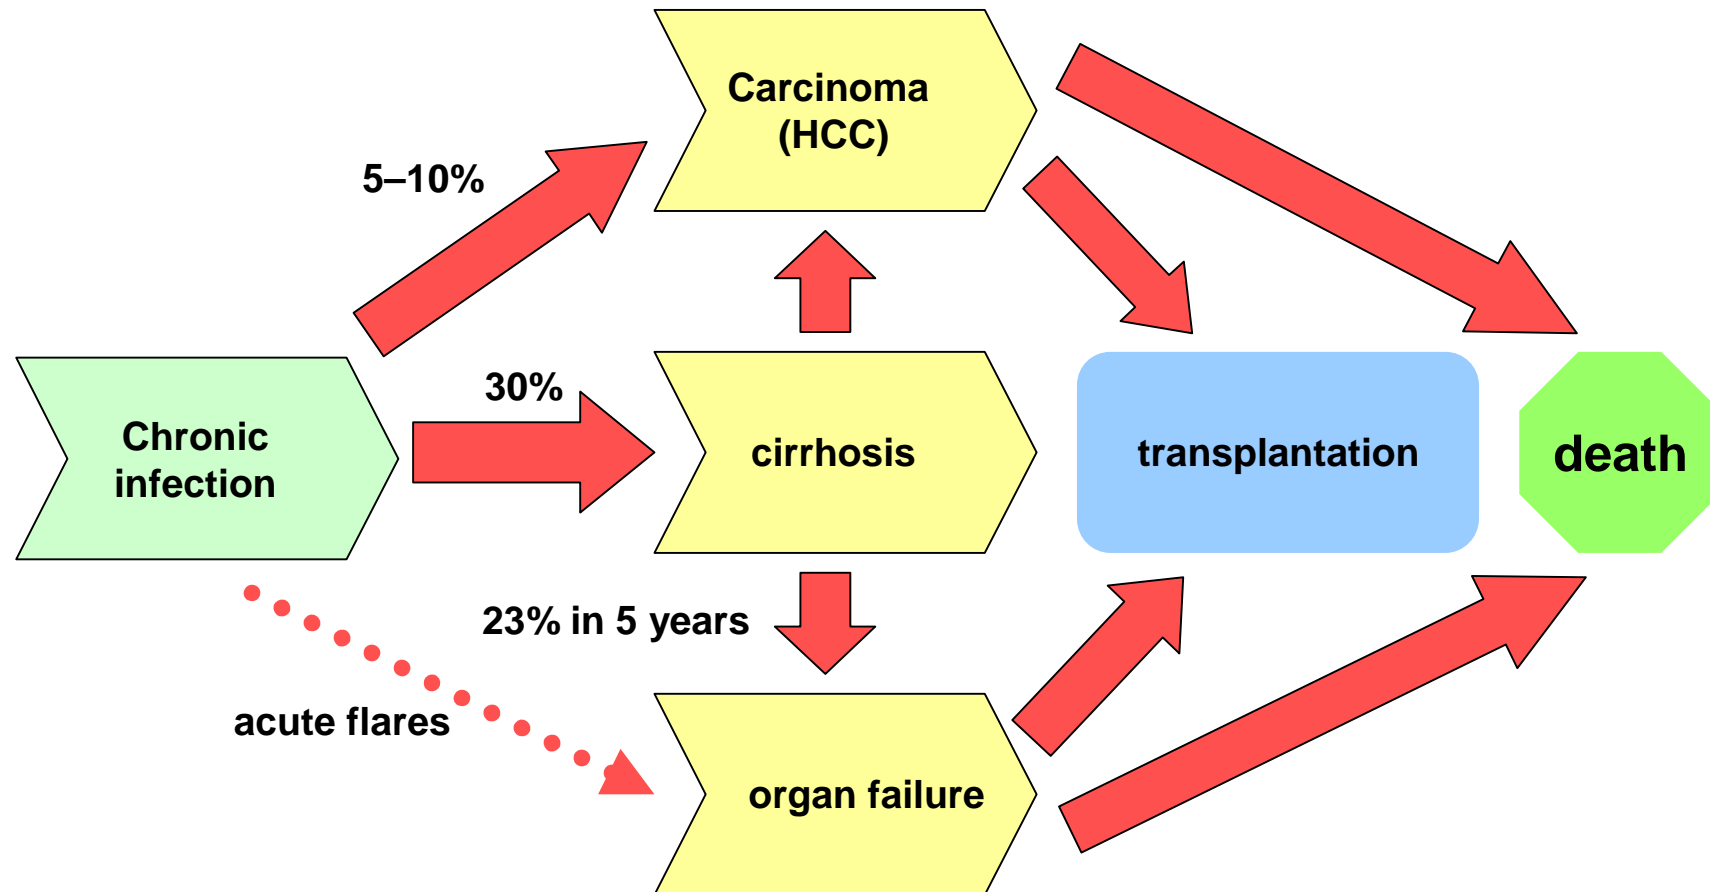 Carcinoma
(HCC)
5–10%
30%
Chronic
infection
cirrhosis
transplantation
death
23% in 5 years
acute flares
organ failure